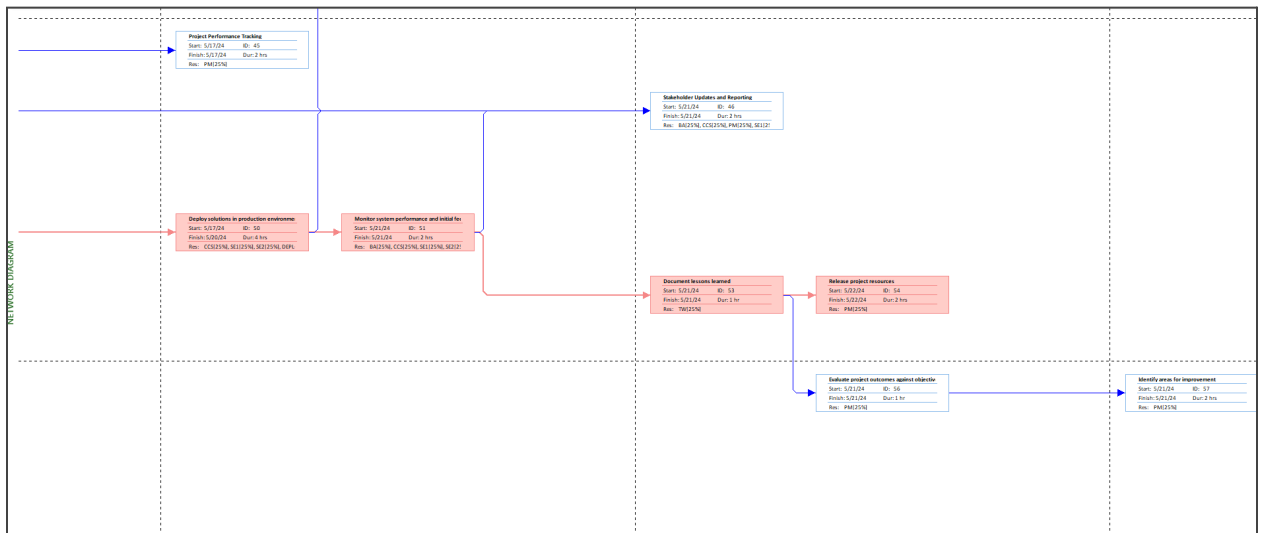 Project Performance Tracking
Start: 5/17/24 ID: 45
Finish: 5/17/24 Dur: 2 hrs
Res: PM[25%]
Stakeholder Updates and Reporting
Start: 5/21/24 ID: 46
Finish: 5/21/24 Dur: 2 hrs
Res: BA[25%], CCS[25%], PM[25%], SE1[2!
Deploy solutions in production environme
Start: 5/17/24 ID: 50
Finish: 5/20/24 Dur: 4 hrs
Res: CCS[25%], SE1[25%], SE2[25%], DEPL
Monitor system performance and initial fe
Start: 5/21/24 ID: 51
Finish: 5/21/24 Dur: 2 hrs
Res: BA[25%], CCS[25%], SE1[25%], SE2[2
NETWORK DIAGRAM
Document lessons learned
Start: 5/21/24 ID: 53
Finish: 5/21/24 Dur: 1 hr
Res: TW[25%]
Release project resources
Start: 5/22/24 ID: 54
Finish: 5/22/24 Dur: 2 hrs
Res: PM[25%]
Evaluate project outcomes against objectiv
Start: 5/21/24 ID: 56
Finish: 5/21/24 Dur: 1 hr
Res: PM[25%]
Identify areas for improvement
Start: 5/21/24 ID: 57
Finish: 5/21/24 Dur: 2 hrs
Res: PM[25%]